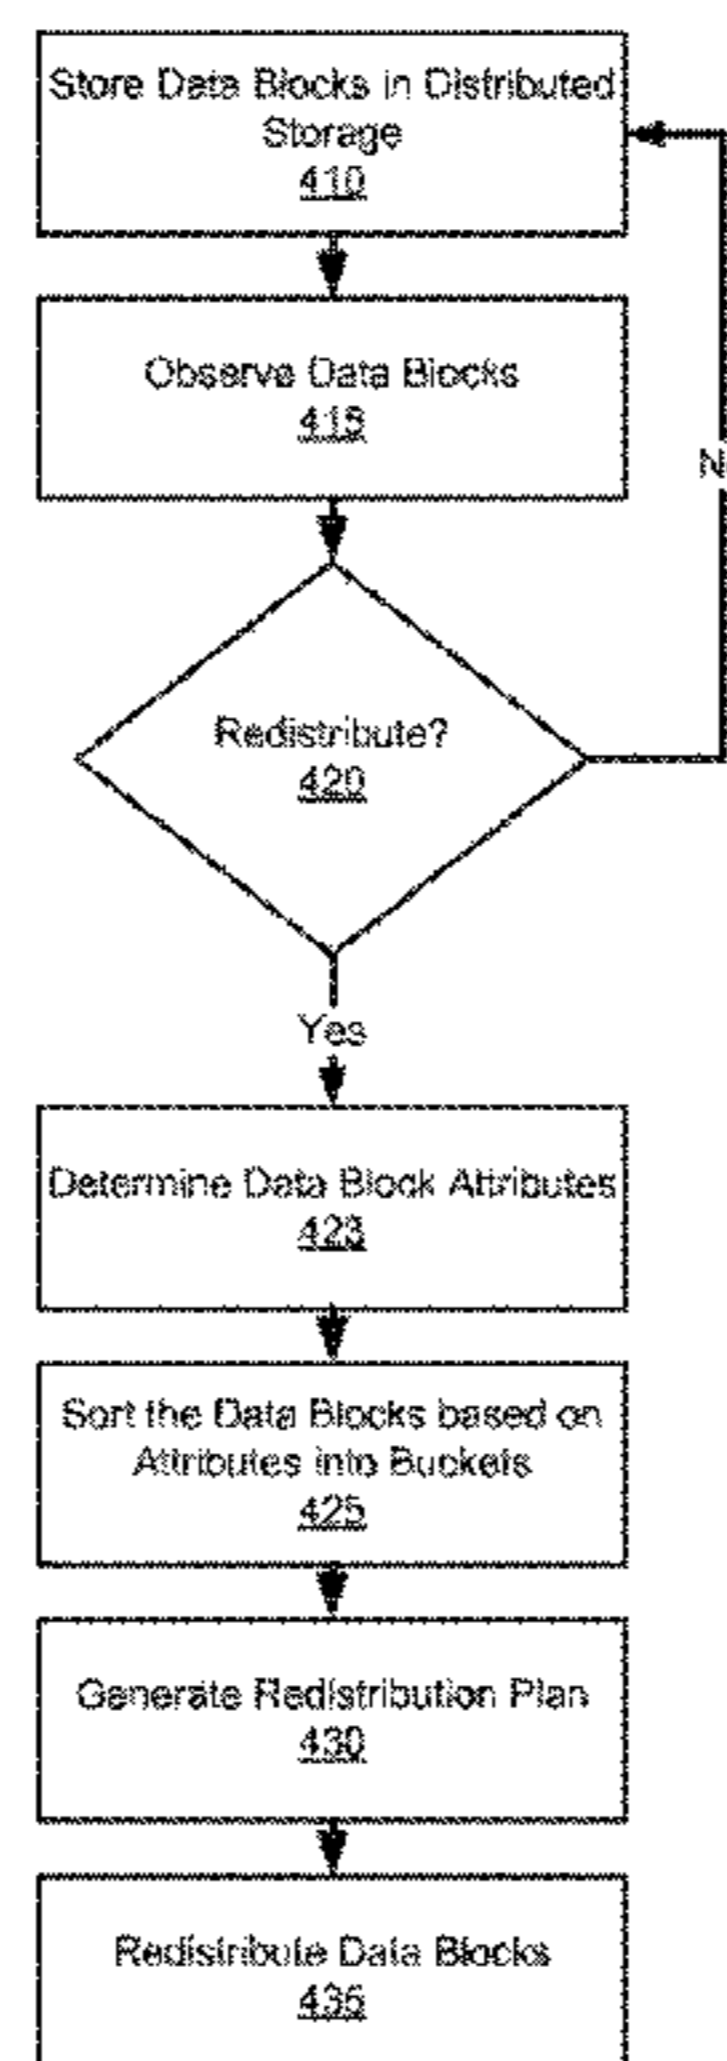 Store Data Blocks in Distributed
Storage
410
Observe Data Blocks
415
N
Redistribute?
420
Yes
Determine Data Block Attributes
423
Sort the Data Blocks based on
Attributes into Buckets
425
Generate Redistribution Plan
430
Redistribute Data Blocks
435